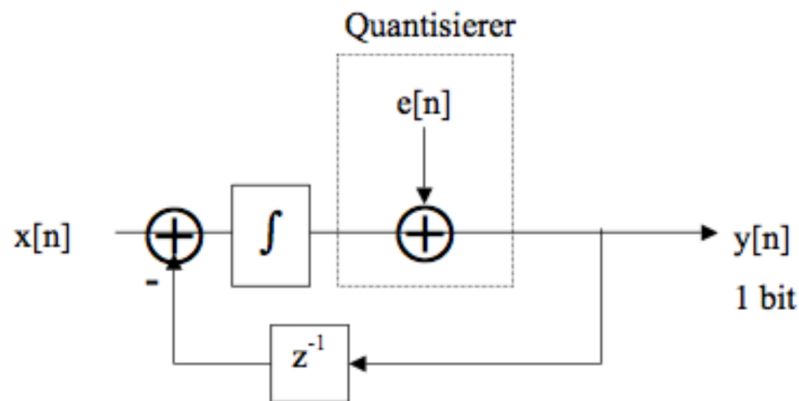 Quantisierer
e[n]
x[n]
∫
y[n]
-
1 bit
z⁻¹